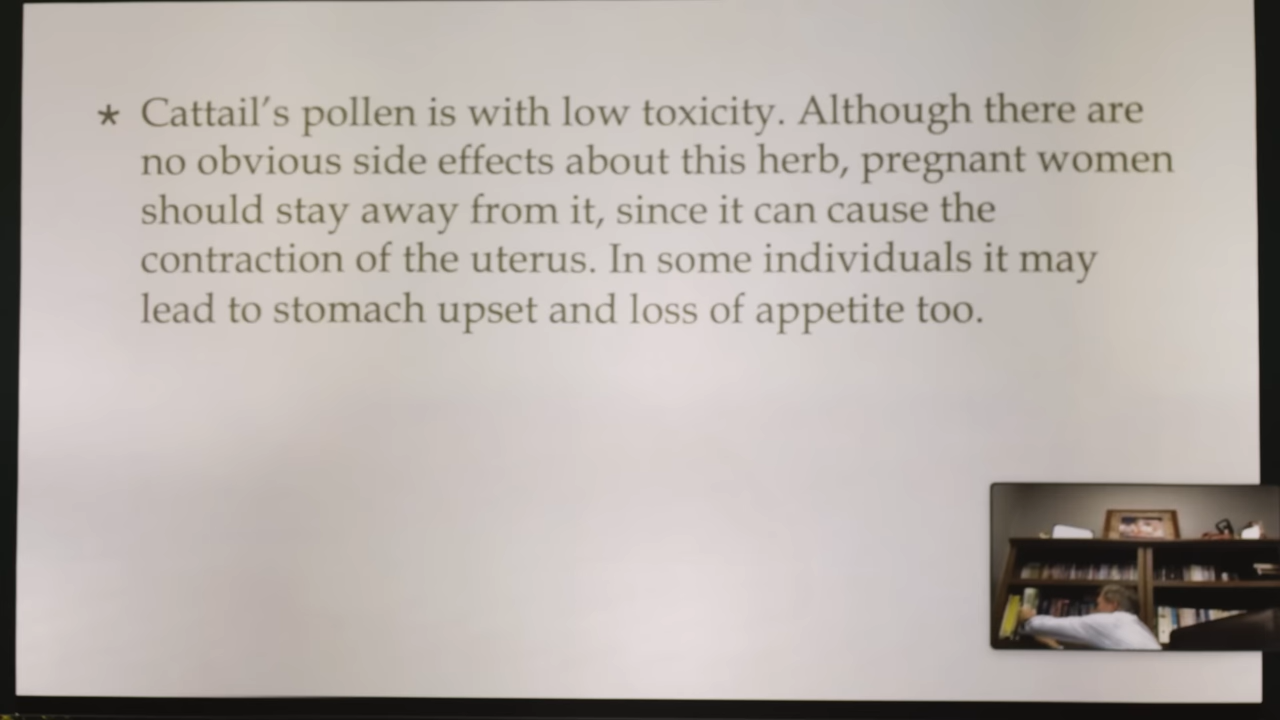 * Cattail's pollen is with low toxicity. Although there are
no obvious side effects about this herb, pregnant women
should stay away from it, since it can cause the
contraction of the uterus. In some individuals it may
lead to stomach upset and loss of appetite too.